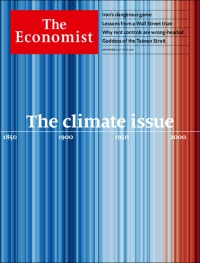 The
Economist
Iran's dangerous game
Lessons from a Wall Street titan
Why rent controls are wrong-headed
Goddess of the Taiwan Strait
The climate issue
1850 1900 1950 2000